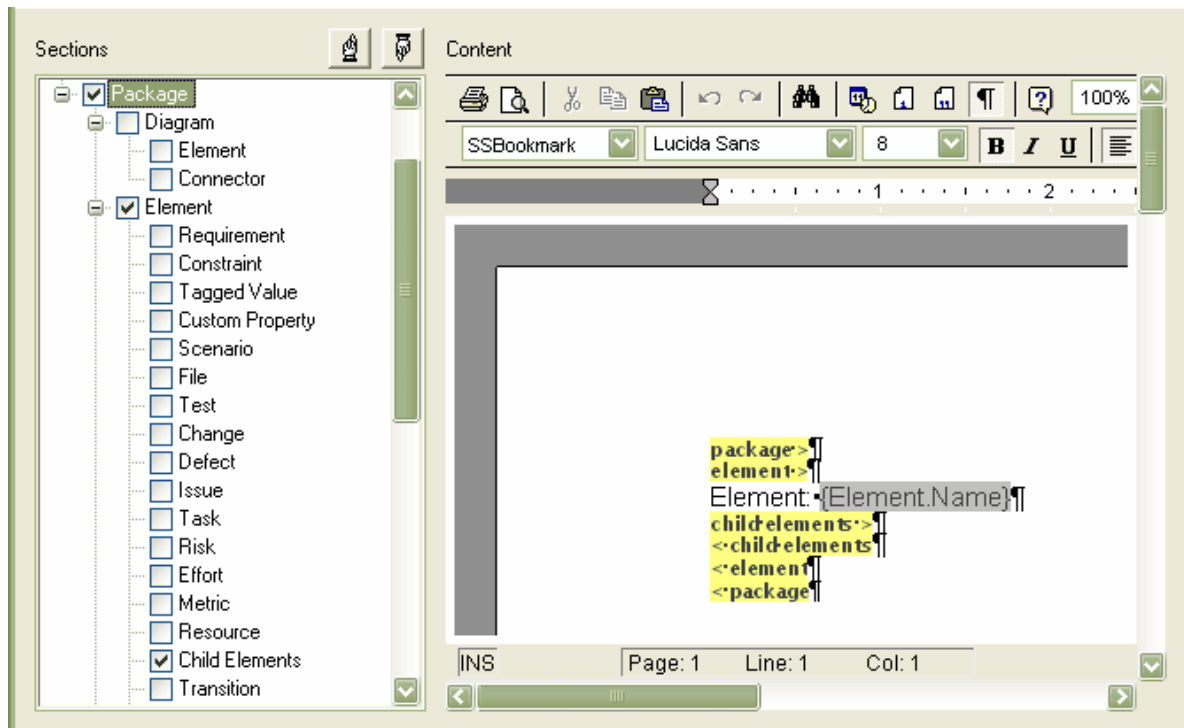 Sections
Package
Diagram
Element
Connector
Element
Requirement
Constraint
Tagged Value
Custom Property
Scenario
File
Test
Change
Defect
Issue
Task
Risk
Effort
Metric
Resource
Child Elements
Transition
Content
100%
SSBookmark Lucida Sans 8 B I U
1 2
package >¶
element >¶
Element: {Element.Name}¶
child elements >¶
< child elements¶
< element¶
< package¶
INS Page: 1 Line: 1 Col: 1